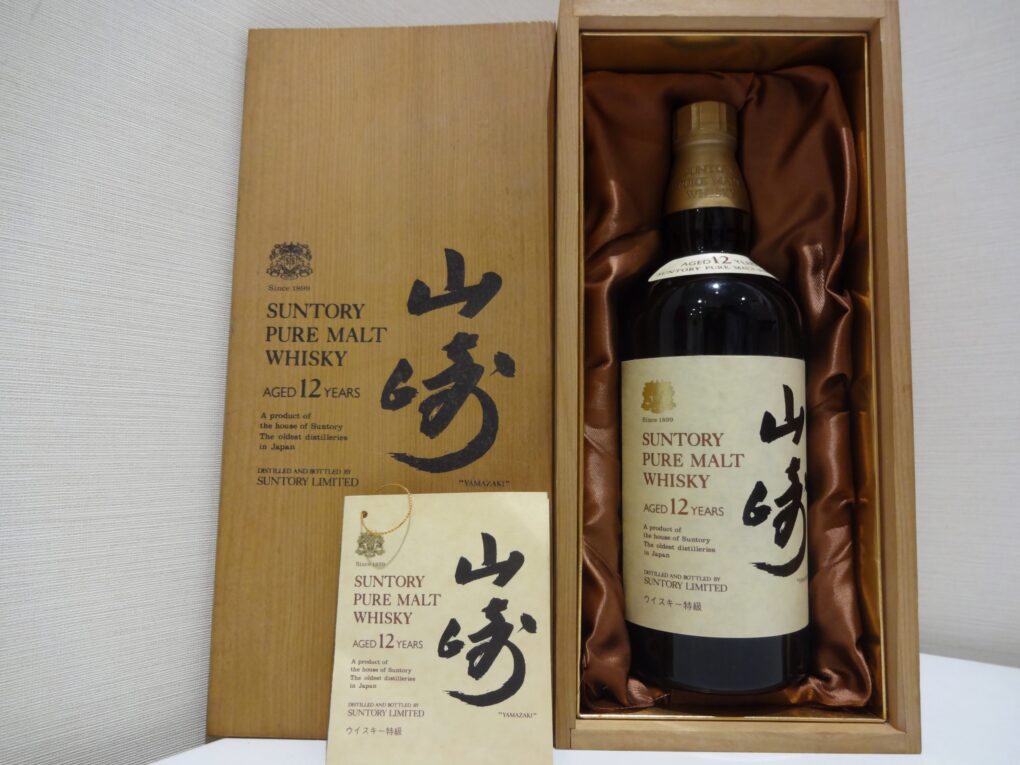 Since 1899
SUNTORY
PURE MALT
WHISKY
AGED 12 YEARS
A product of
the house of Suntory
The oldest distilleries
in Japan
DISTILLED AND BOTTLED BY
SUNTORY LIMITED
山崎
"YAMAZAKI"
Since 1899
SUNTORY
PURE MALT
WHISKY
AGED 12 YEARS
A product of
the house of Suntory
The oldest distilleries
in Japan
DISTILLED AND BOTTLED BY
SUNTORY LIMITED
ウイスキー特級
山崎
"YAMAZAKI"
SUNTORY
PURE MALT
WHISKY
AGED 12 YEARS
SUNTORY PURE MALT
Since 1899
SUNTORY
PURE MALT
WHISKY
AGED 12 YEARS
A product of
the house of Suntory
The oldest distilleries
in Japan
DISTILLED AND BOTTLED BY
SUNTORY LIMITED
ウイスキー特級
山崎